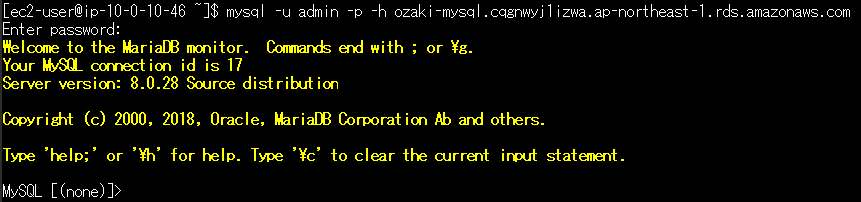 [ec2-user@ip-10-0-10-46 ~]$ mysql -u admin -p -h ozaki-mysql.cqgnwyj1izwa.ap-northeast-1.rds.amazonaws.com
Enter password:
Welcome to the MariaDB monitor.  Commands end with ; or ¥g.
Your MySQL connection id is 17
Server version: 8.0.28 Source distribution
Copyright (c) 2000, 2018, Oracle, MariaDB Corporation Ab and others.
Type 'help;' or '¥h' for help. Type '¥c' to clear the current input statement.
MySQL [(none)]>